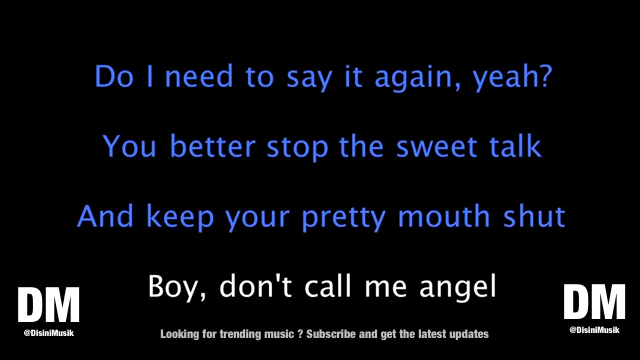 Do I need to say it again, yeah?
You better stop the sweet talk
And keep your pretty mouth shut
Boy, don't call me angel
DM
@DisiniMusik
DM
@DisiniMusik
Looking for trending music ? Subscribe and get the latest updates